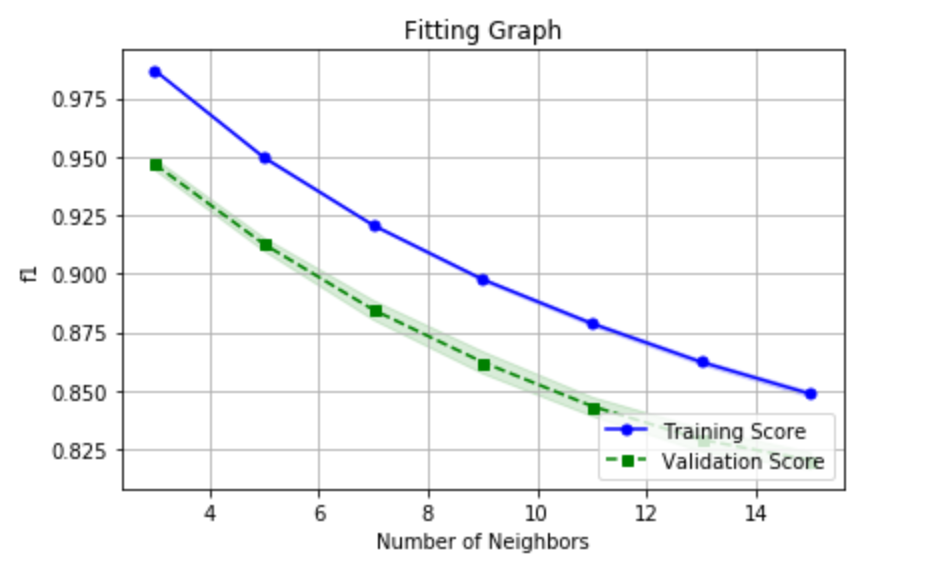 Fitting Graph
0.975
0.950
0.925
0.900
0.875
0.850
0.825
f1
Training Score
Validation Score
4 6 8 10 12 14
Number of Neighbors